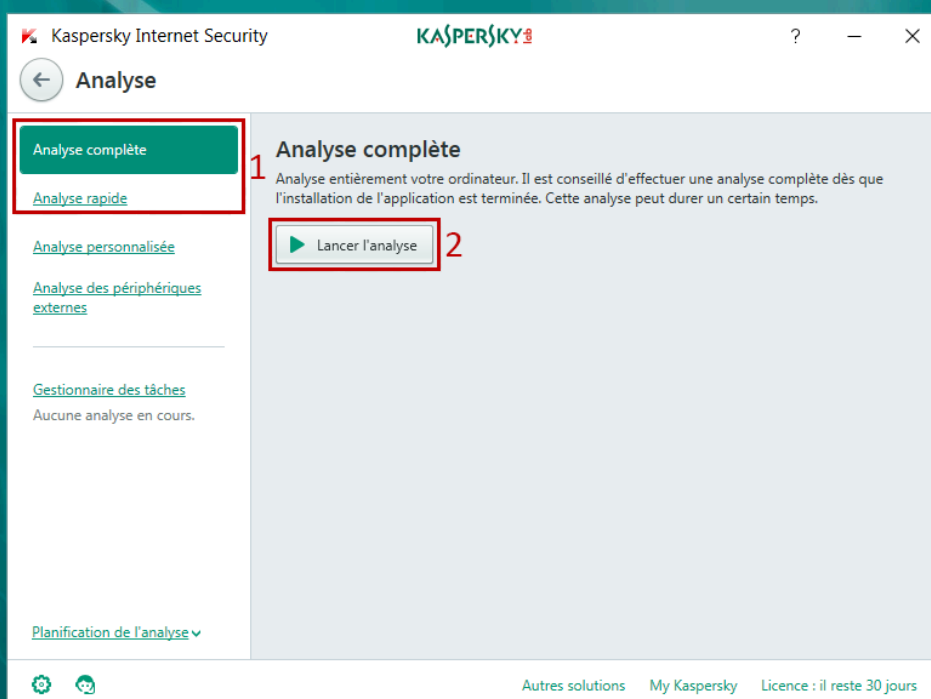 Kaspersky Internet Security
KASPERSKY lab
?
Analyse
Analyse complète
Analyse rapide
1
Analyse personnalisée
Analyse des périphériques
externes
Gestionnaire des tâches
Aucune analyse en cours.
Planification de l'analyse
Analyse complète
Analyse entièrement votre ordinateur. Il est conseillé d'effectuer une analyse complète dès que
l'installation de l'application est terminée. Cette analyse peut durer un certain temps.
Lancer l'analyse
2
Autres solutions
My Kaspersky
Licence : il reste 30 jours